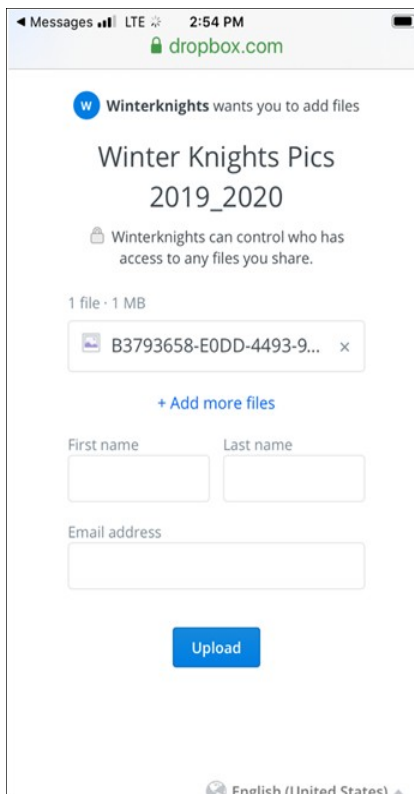 ◀ Messages LTE 2:54 PM
dropbox.com
W Winterknights wants you to add files
Winter Knights Pics
2019_2020
Winterknights can control who has
access to any files you share.
1 file · 1 MB
B3793658-E0DD-4493-9... ×
+ Add more files
First name Last name
Email address
Upload
English (United States)